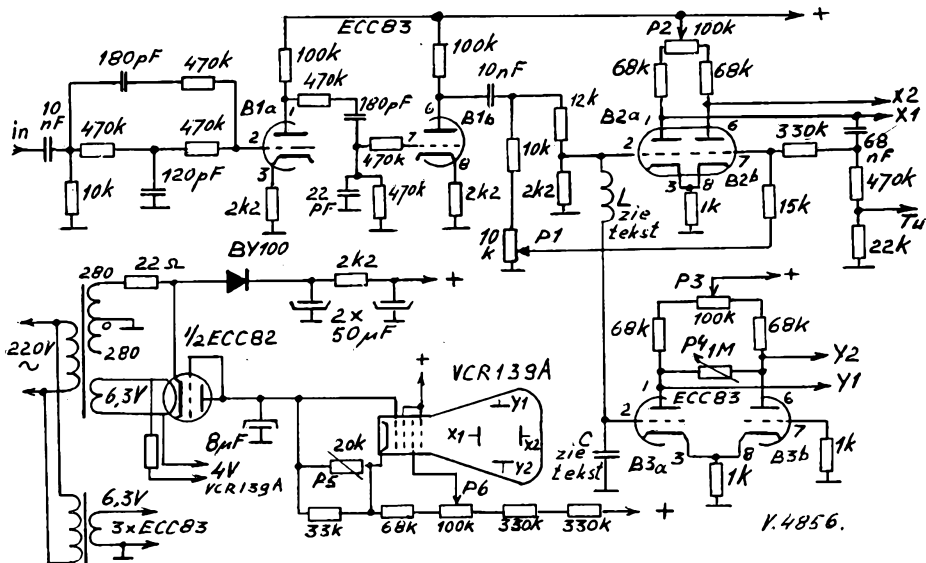 ECC83
+
P2
100k
100k
100k
180pF
470k
470k
10nF
68k
68k
X2
X1
10
nF
in
470k
470k
B1a
1
2
3
180pF
6
B1b
7
8
470k
12k
B2a
1
6
2
7
3
8
B2b
330k
68
nF
10k
120pF
2k2
22
pF
470k
2k2
10k
2k2
L
zie
tekst
1k
15k
470k
Tu
22k
10
k
P1
BY100
280
22Ω
2k2
+
0
280
2x
50µF
220V
~
½ECC82
6,3V
8µF
4V
VCR139A
+
VCR139A
Y1
X1
X2
Y2
20k
P5
P6
33k
68k
100k
330k
330k
+
C
zie
tekst
P3
+
100k
68k
68k
P4
1M
Y2
Y1
1
ECC83
6
2
7
B3a
3
8
B3b
1k
1k
6,3V
3xECC83
V.4856.